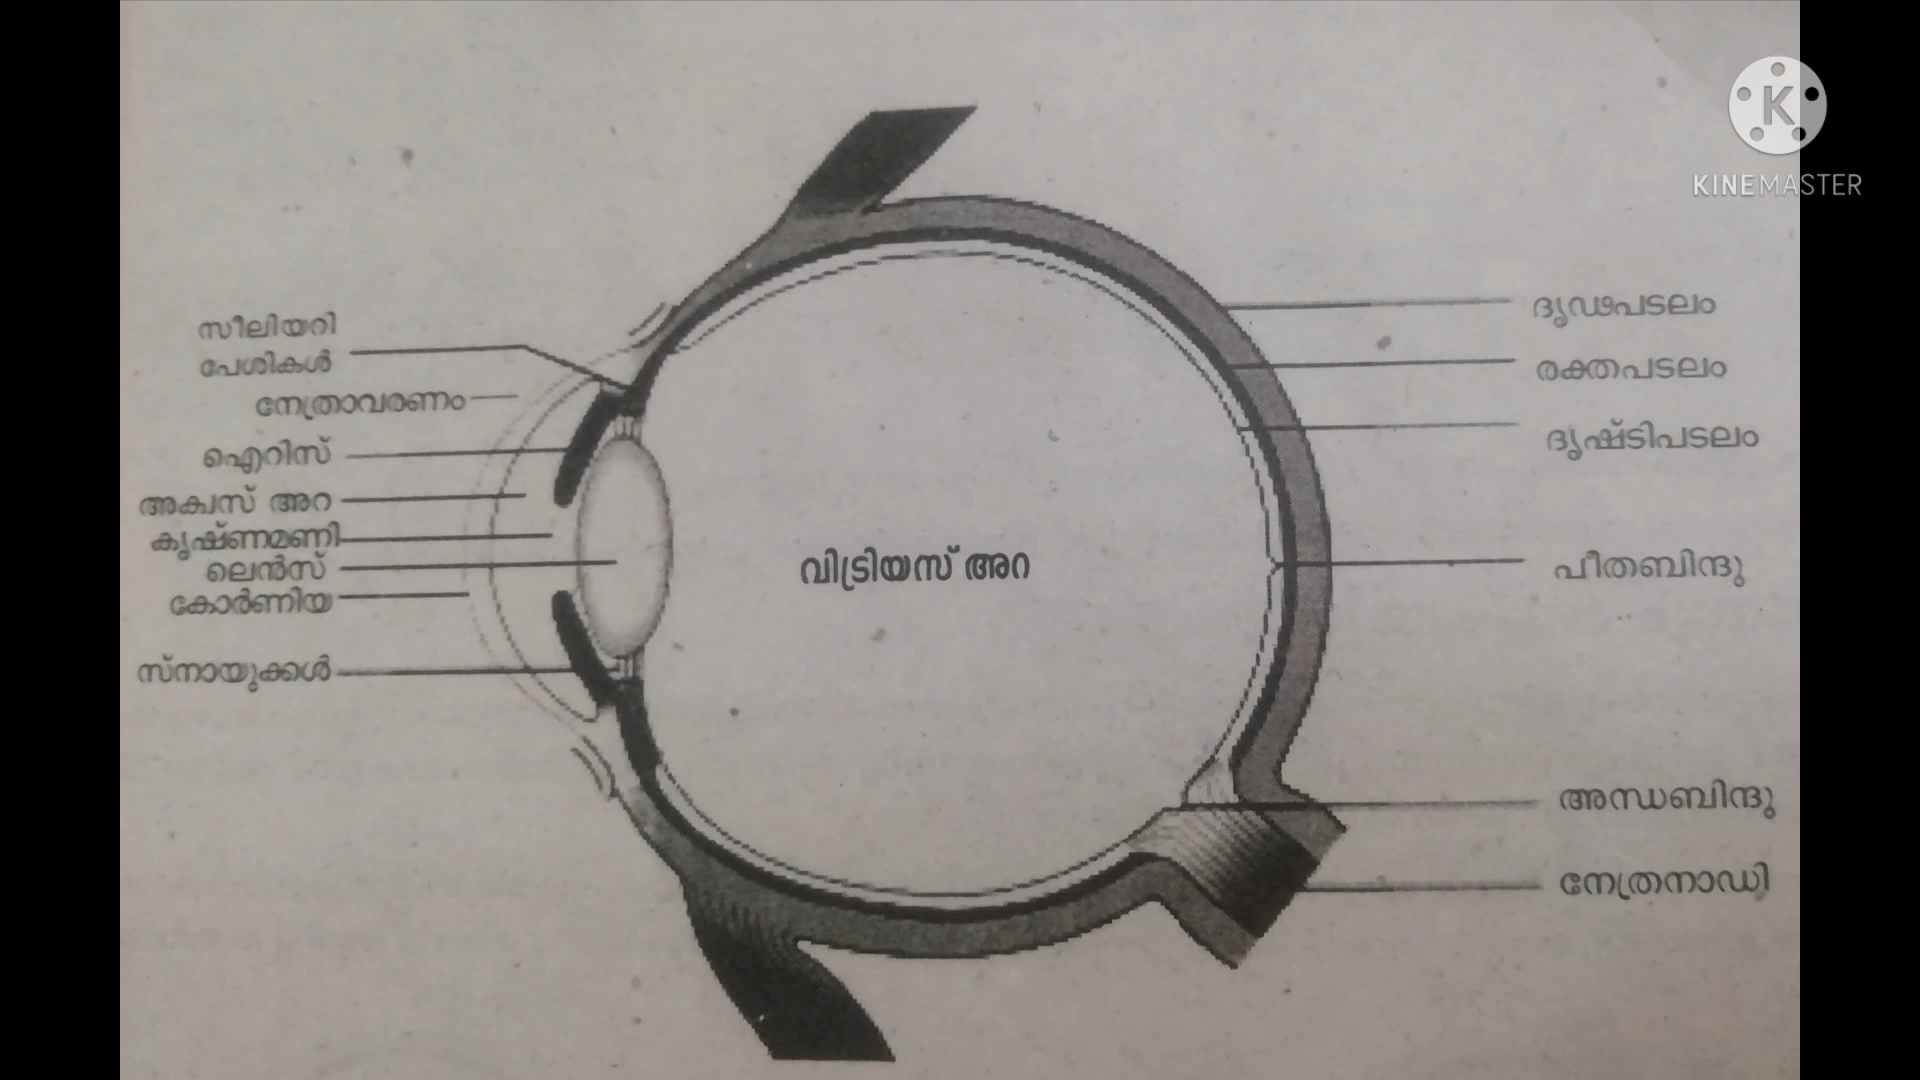 സീലിയറി
പേശികൾ
നേത്രാവരണം
ഐറിസ്
അക്വസ് അറ
കൃഷ്ണമണി
ലെൻസ്
കോർണിയ
സ്നായുക്കൾ
വിട്രിയസ് അറ
ദൃഢപടലം
രക്തപടലം
ദൃഷ്ടിപടലം
പീതബിന്ദു
അന്ധബിന്ദു
നേത്രനാഡി
K
KINEMASTER